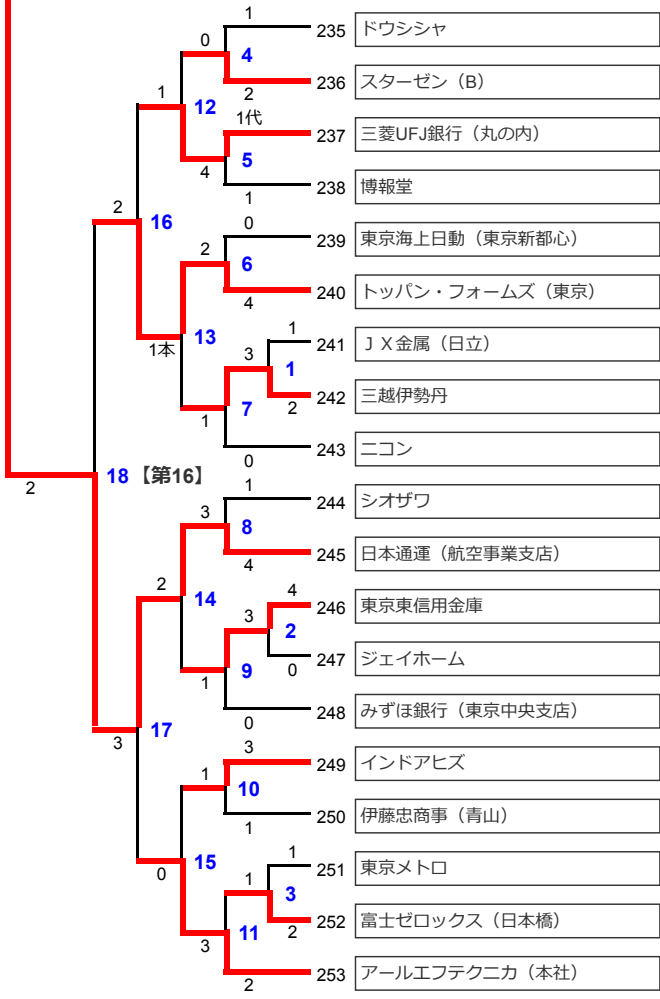 1
235 ドウシシャ
0
4
236 スターゼン（B）
1
2
12
1代
237 三菱UFJ銀行（丸の内）
5
4
238 博報堂
1
2
16
0
239 東京海上日動（東京新都心）
2
6
240 トッパン・フォームズ（東京）
4
1本
13
1
241 ＪＸ金属（日立）
3
1
242 三越伊勢丹
2
7
1
243 ニコン
0
18【第16】
2
1
244 シオザワ
3
8
245 日本通運（航空事業支店）
4
2
14
4
246 東京東信用金庫
3
2
247 ジェイホーム
0
9
1
248 みずほ銀行（東京中央支店）
0
17
3
3
249 インドアヒズ
1
10
250 伊藤忠商事（青山）
1
15
0
1
251 東京メトロ
1
3
252 富士ゼロックス（日本橋）
2
11
3
253 アールエフテクニカ（本社）
2